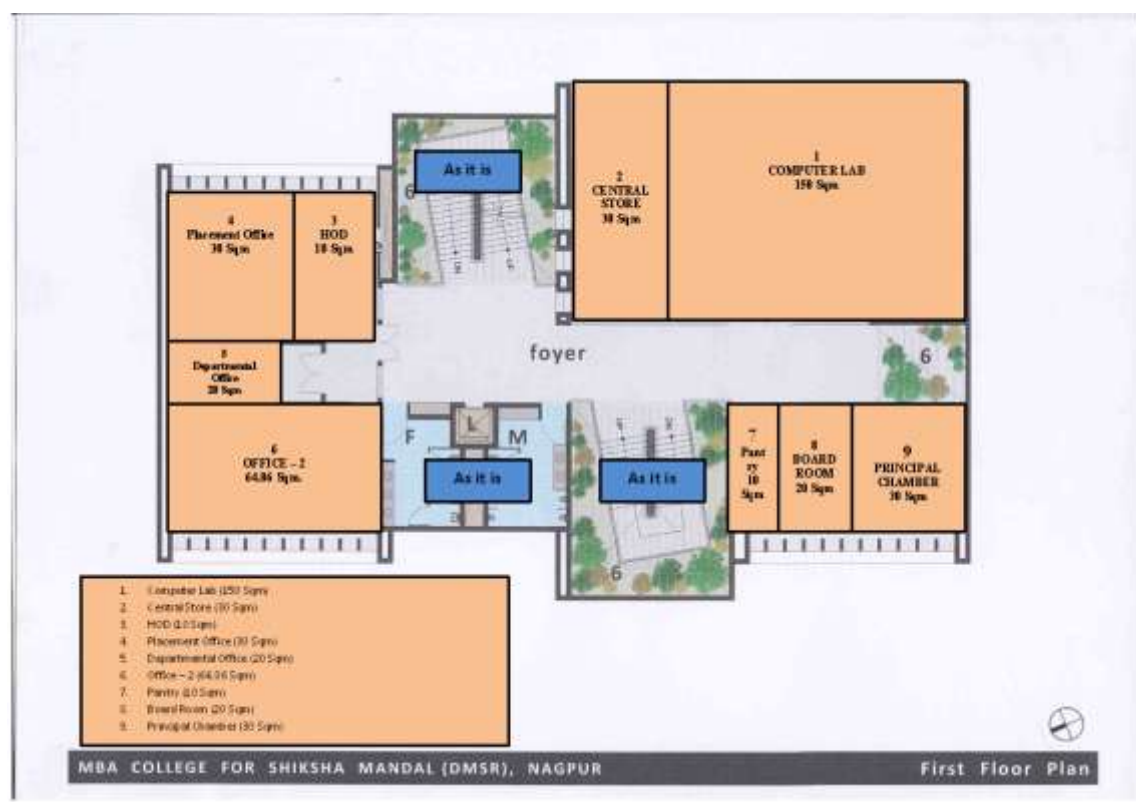 As it is
6
1
COMPUTER LAB
150 Sqm
2
CENTRAL
STORE
30 Sqm
4
Placement Office
30 Sqm
3
HOD
10 Sqm
foyer
6
5
Departmental
Office
20 Sqm
6
OFFICE – 2
64.86 Sqm.
F
L
M
As it is
As it is
6
7
Pant
ry
10
Sqm
8
BOARD
ROOM
20 Sqm
9
PRINCIPAL
CHAMBER
30 Sqm
1. Computer Lab (150 Sqm)
2. Central Store (30 Sqm)
3. HOD (10 Sqm)
4. Placement Office (30 Sqm)
5. Departmental Office (20 Sqm)
6. Office – 2 (64.86 Sqm)
7. Pantry (10 Sqm)
8. Board Room (20 Sqm)
9. Principal Chamber (30 Sqm)
MBA COLLEGE FOR SHIKSHA MANDAL (DMSR), NAGPUR
First Floor Plan